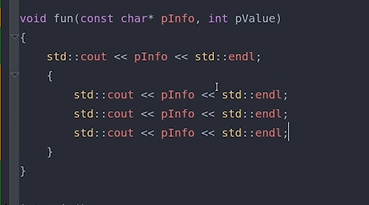 void fun(const char* pInfo, int pValue)
{
    std::cout << pInfo << std::endl;
    {
        std::cout << pInfo << std::endl;
        std::cout << pInfo << std::endl;
        std::cout << pInfo << std::endl;
    }
}